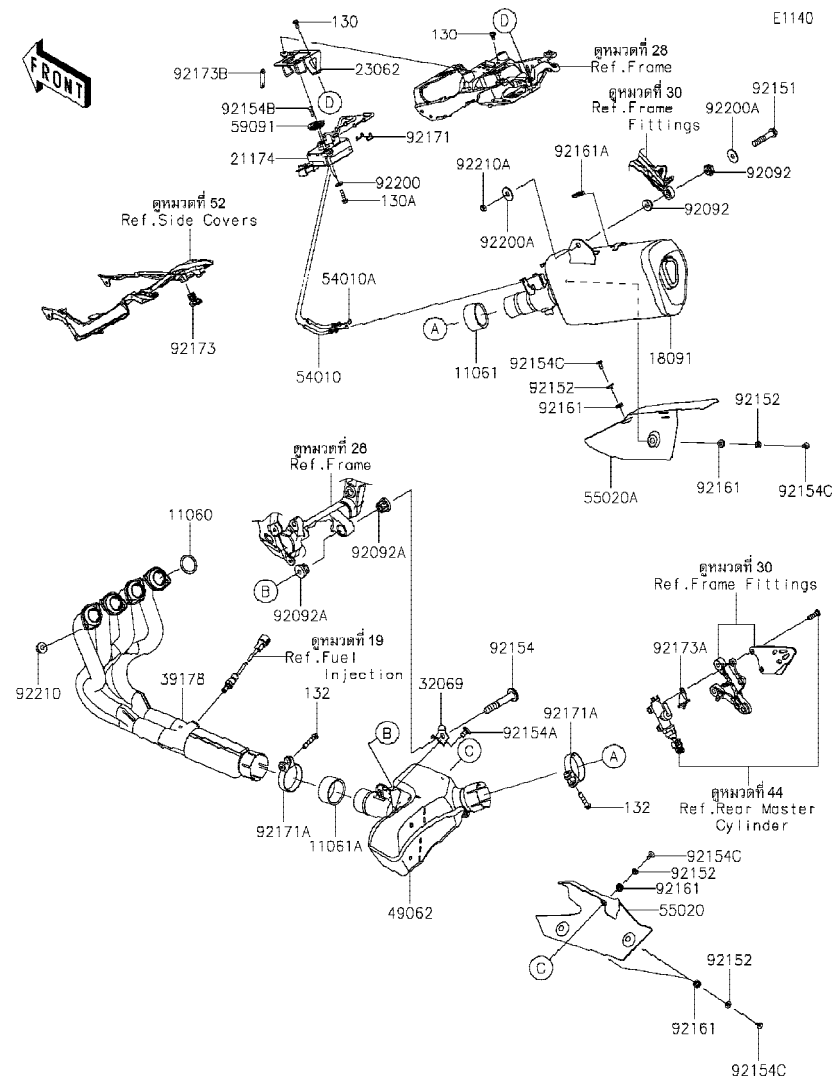 E1140
FRONT
130
130
D
ดูหมวดที่ 28
Ref.Frame
92173B
23062
D
ดูหมวดที่ 30
Ref.Frame
Fittings
92151
92200A
92154B
59091
92171
21174
92210A
92161A
92092
92200
130A
92092
92200A
ดูหมวดที่ 52
Ref.Side Covers
54010A
A
92173
54010
11061
18091
92154C
92152
92161
92152
55020A
92161
92154C
ดูหมวดที่ 28
Ref.Frame
11060
92092A
B
92092A
ดูหมวดที่ 30
Ref.Frame Fittings
ดูหมวดที่ 19
Ref.Fuel
Injection
92154
92173A
92210
39178
132
32069
92171A
B
92154A
C
A
92171A
11061A
132
ดูหมวดที่ 44
Ref.Rear Master
Cylinder
49062
92154C
92152
92161
55020
C
92152
92161
92154C